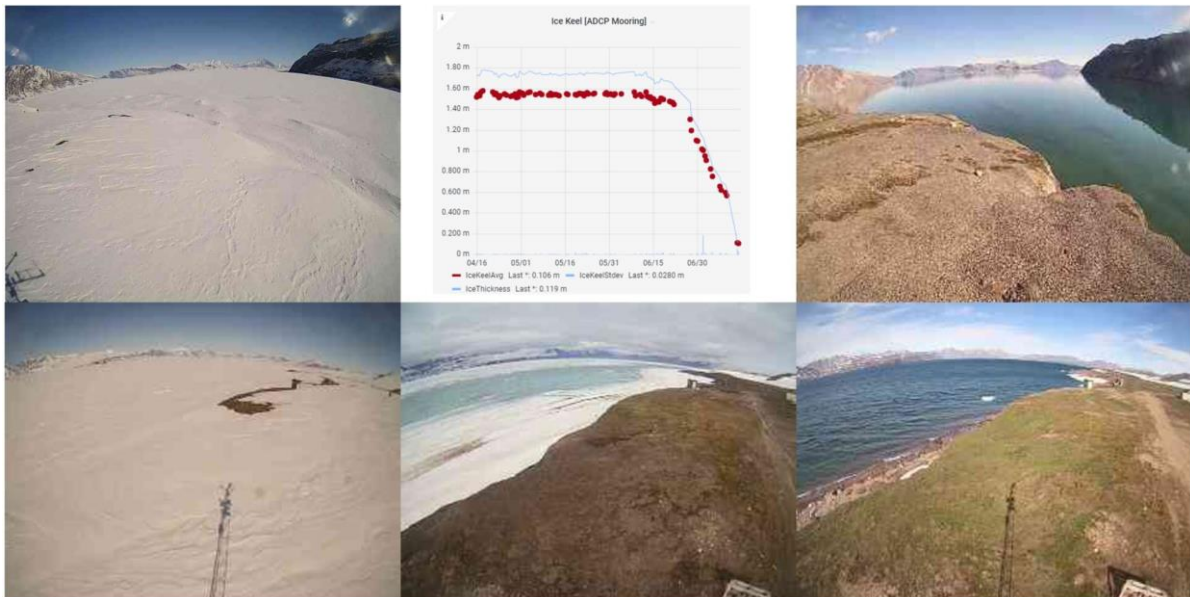 Ice Keel [ADCP Mooring]
2 m
1.80 m
1.60 m
1.40 m
1.20 m
1 m
0.800 m
0.600 m
0.400 m
0.200 m
0 m
04/16 05/01 05/16 05/31 06/15 06/30
IceKeelAvg Last *: 0.106 m IceKeelStdev Last *: 0.0280 m
IceThickness Last *: 0.119 m